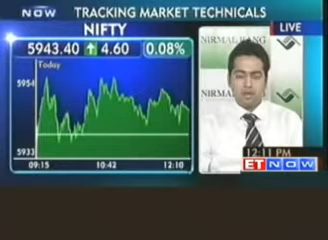 NOW
TRACKING MARKET TECHNICALS
NIFTY
LIVE
5943.40 4.60 0.08%
Today
5954
5933
09:15 10:42 12:10
NIRMAL BANG
NIRMAL
ET NOW
12:11 PM